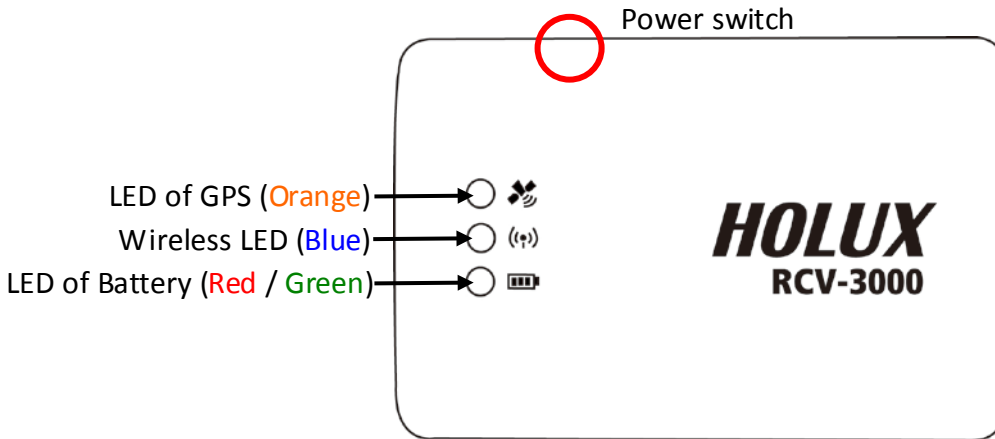 Power switch
LED of GPS (Orange)
Wireless LED (Blue)
LED of Battery (Red / Green)
HOLUX
RCV-3000